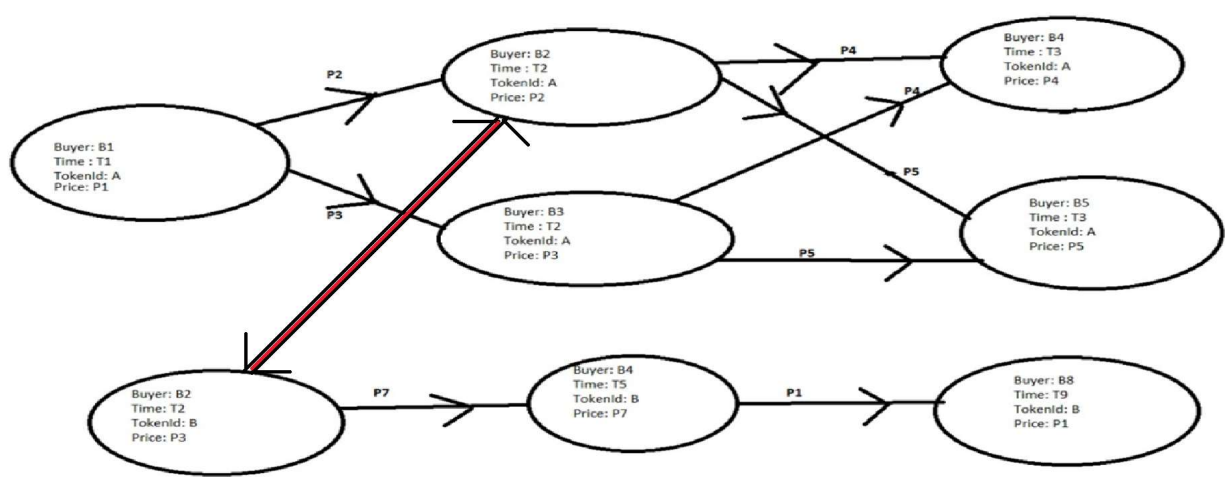 Buyer: B2
Time : T2
TokenId: A
Price: P2
P4
Buyer: B4
Time : T3
TokenId: A
Price: P4
P2
P4
Buyer: B1
Time : T1
TokenId: A
Price: P1
P3
Buyer: B3
Time : T2
TokenId: A
Price: P3
P5
P5
Buyer: B5
Time : T3
TokenId: A
Price: P5
Buyer: B2
Time: T2
TokenId: B
Price: P3
P7
Buyer: B4
Time: T5
TokenId: B
Price: P7
P1
Buyer: B8
Time: T9
TokenId: B
Price: P1